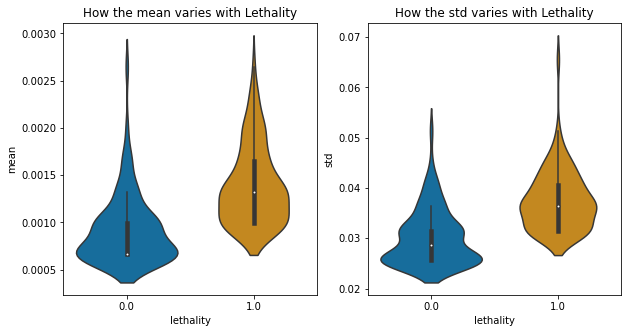 How the mean varies with Lethality
0.0030
0.0025
0.0020
0.0015
0.0010
0.0005
mean
0.0
1.0
lethality
How the std varies with Lethality
0.07
0.06
0.05
0.04
0.03
0.02
std
0.0
1.0
lethality